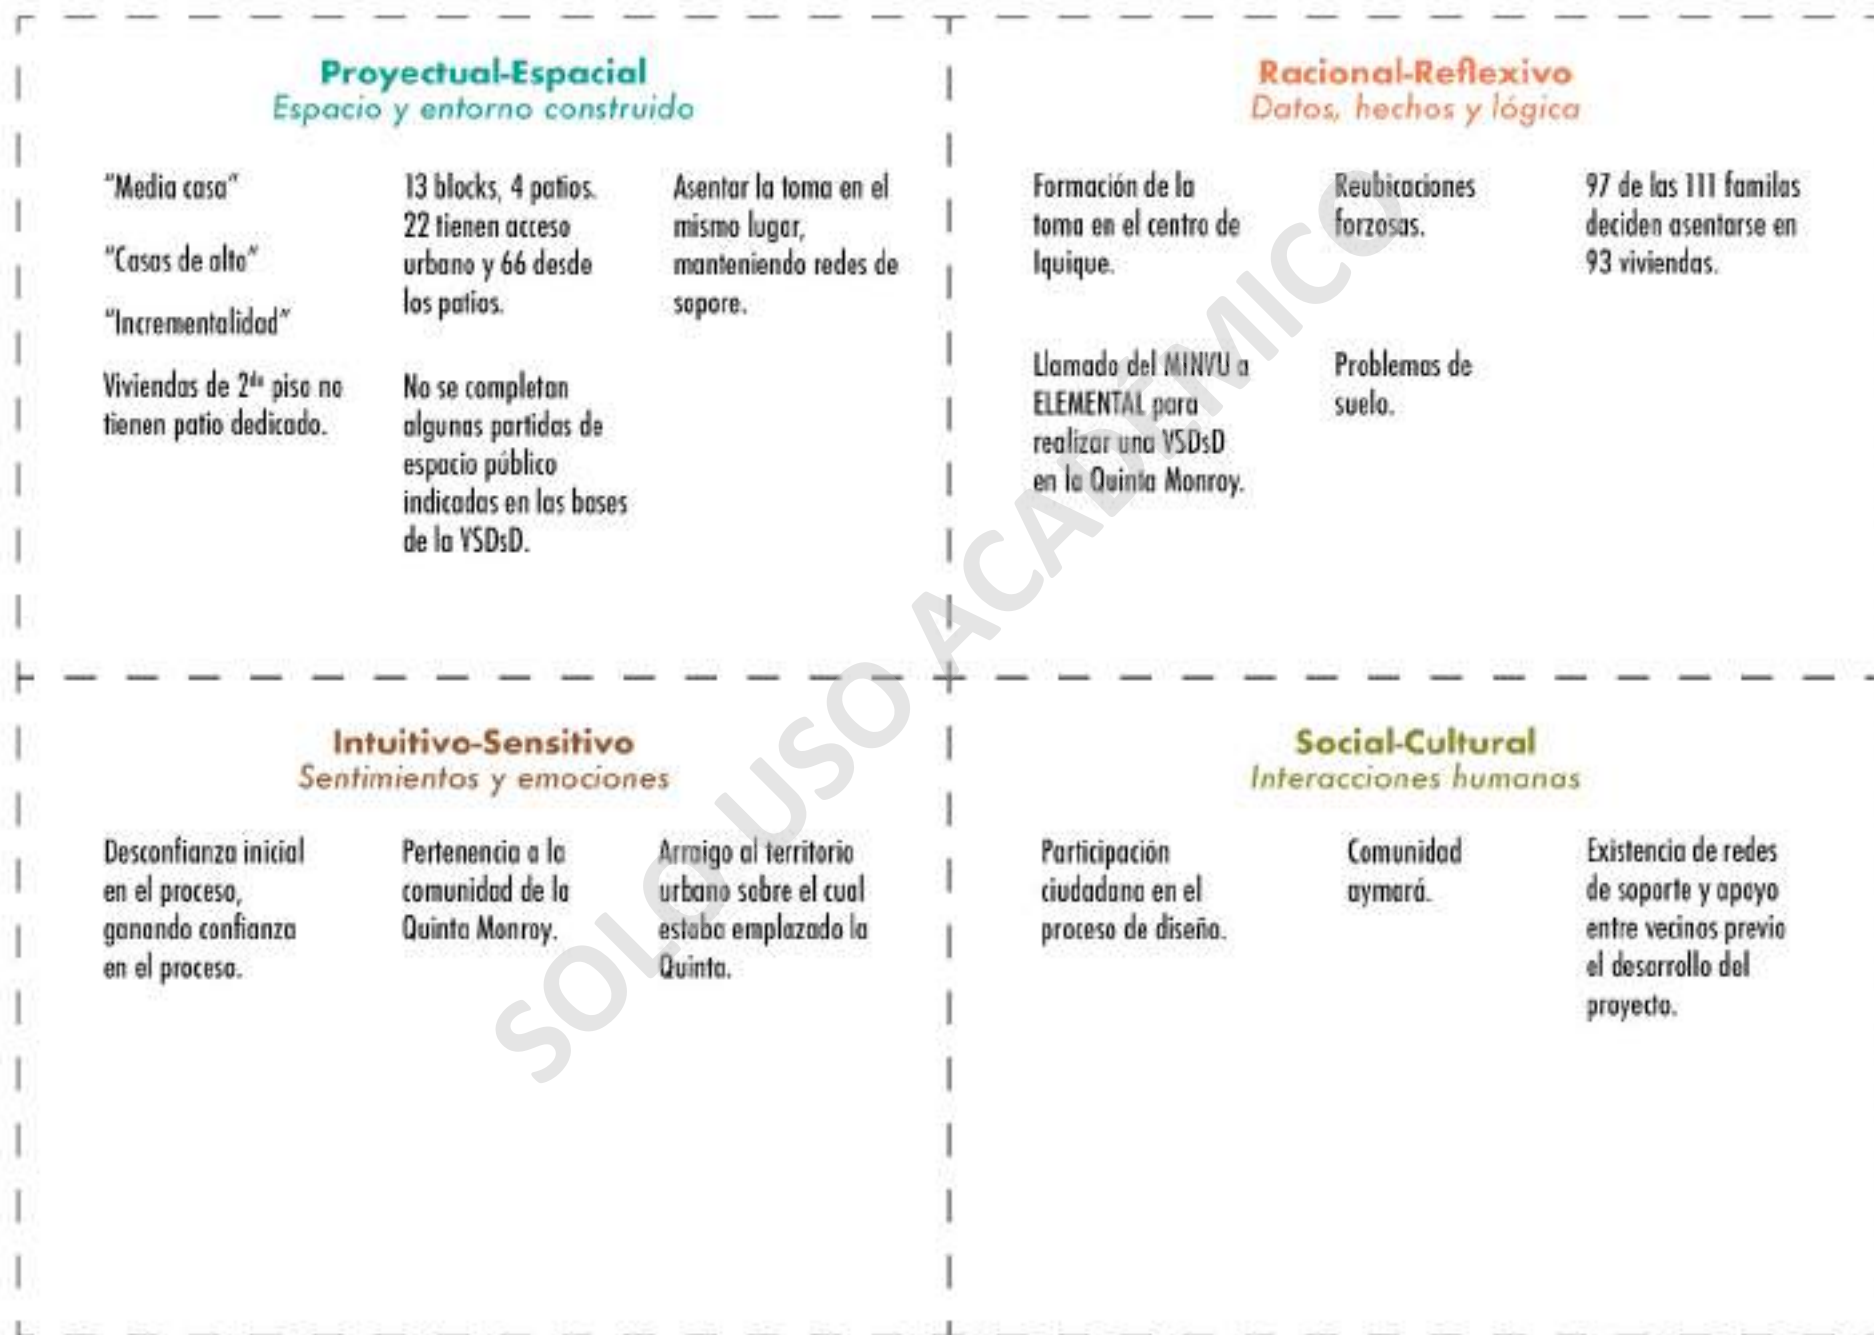 Proyectual-Espacial
Espacio y entorno construido
"Media casa"
"Casas de alto"
"Incrementalidad"
Viviendas de 2do piso no
tienen patio dedicado.
13 blocks, 4 patios.
22 tienen acceso
urbano y 66 desde
los patios.
No se completan
algunas partidas de
espacio público
indicadas en las bases
de la VSDsD.
Asentar la toma en el
mismo lugar,
manteniendo redes de
sopore.
Racional-Reflexivo
Datos, hechos y lógica
Formación de la
toma en el centro de
Iquique.
Reubicaciones
forzosas.
97 de las 111 familas
deciden asentarse en
93 viviendas.
Llamado del MINVU a
ELEMENTAL para
realizar una VSDsD
en la Quinta Monroy.
Problemas de
suelo.
Intuitivo-Sensitivo
Sentimientos y emociones
Desconfianza inicial
en el proceso,
ganando confianza
en el proceso.
Pertenencia a la
comunidad de la
Quinta Monroy.
Arraigo al territorio
urbano sobre el cual
estaba emplazado la
Quinta.
Social-Cultural
Interacciones humanas
Participación
ciudadana en el
proceso de diseño.
Comunidad
aymará.
Existencia de redes
de soporte y apoyo
entre vecinos previo
el desarrollo del
proyecto.
SOLO USO ACADÉMICO